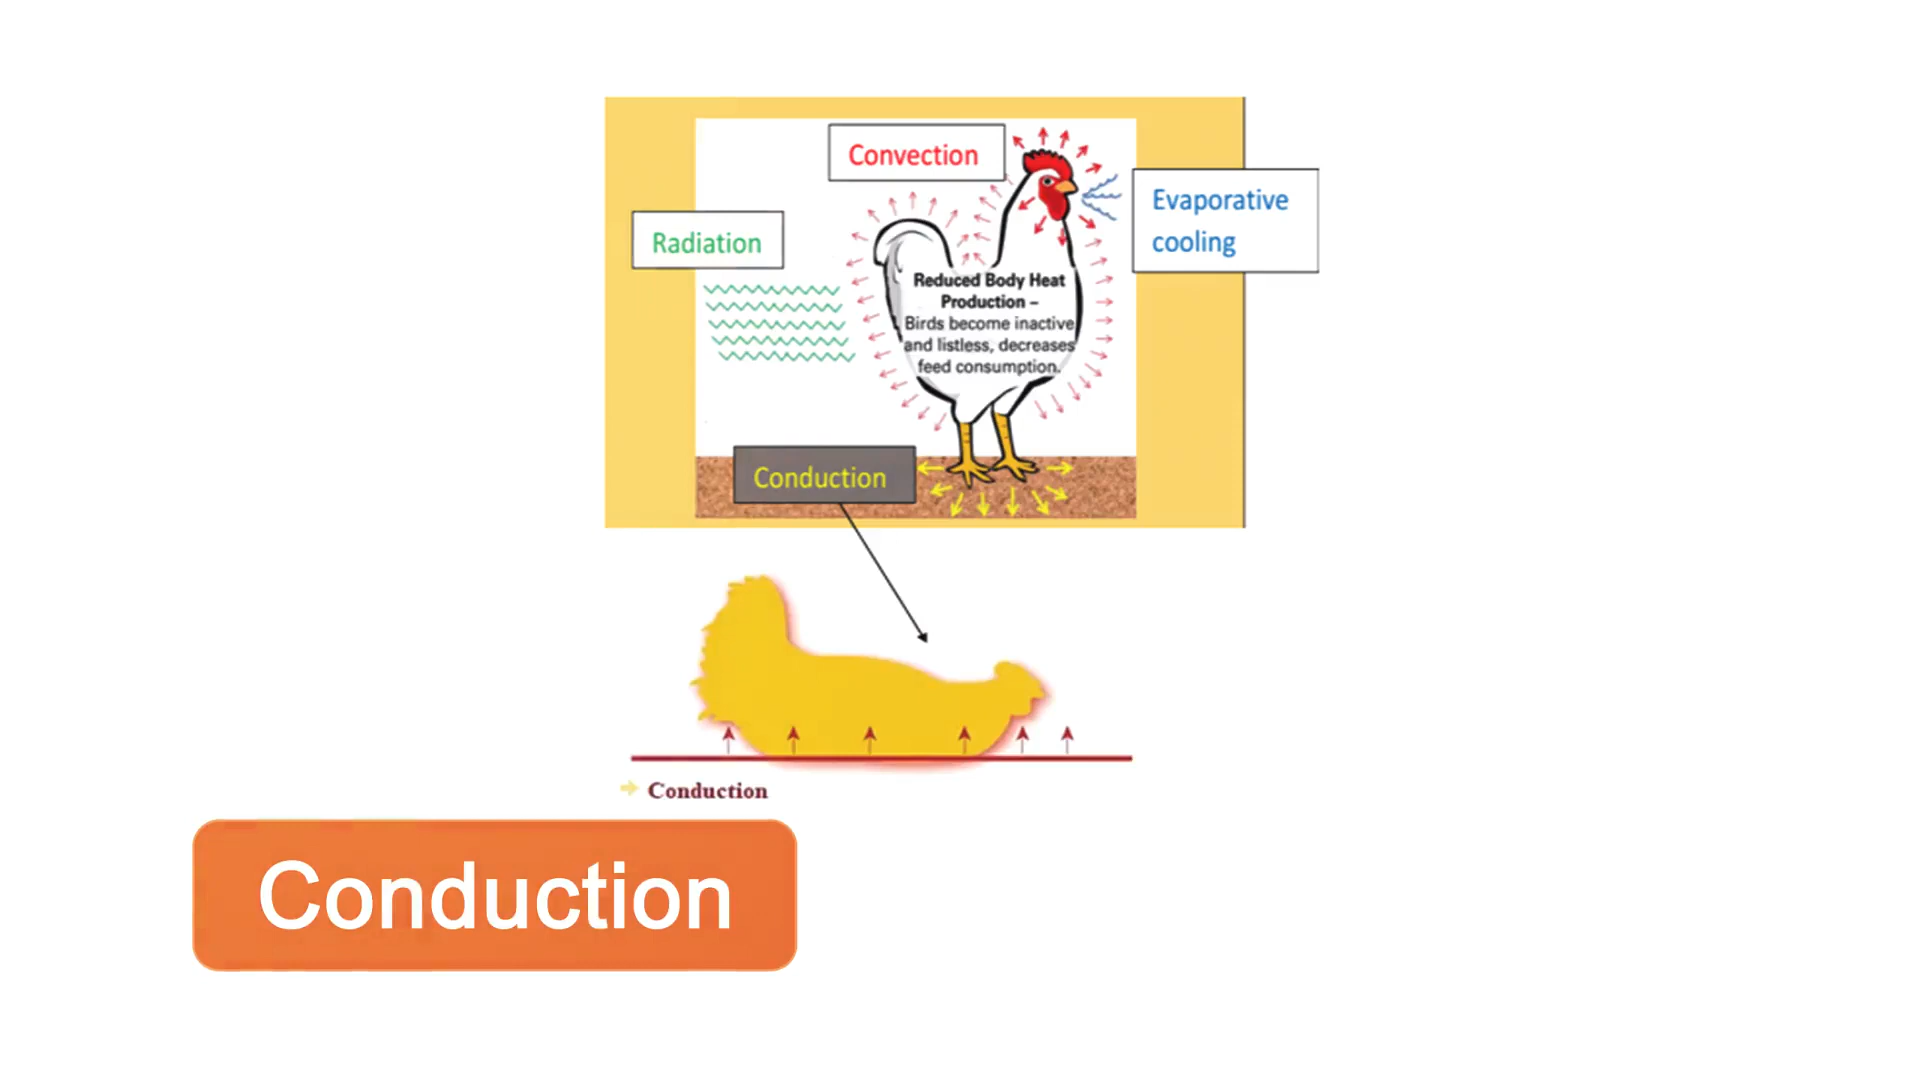 Convection
Evaporative
cooling
Radiation
Reduced Body Heat
Production –
Birds become inactive
and listless, decreases
feed consumption.
Conduction
Conduction
Conduction